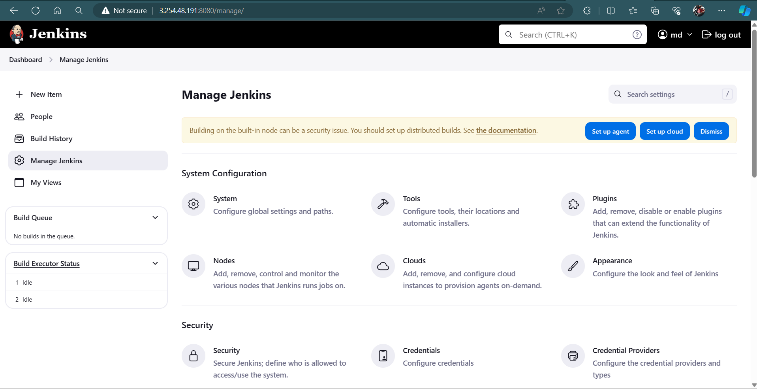 Not secure 3.254.48.191:8080/manage/
Jenkins
Search (CTRL+K)
md
log out
Dashboard > Manage Jenkins
New Item
People
Build History
Manage Jenkins
My Views
Build Queue
No builds in the queue.
Build Executor Status
1 Idle
2 Idle
Manage Jenkins
Search settings /
Building on the built-in node can be a security issue. You should set up distributed builds. See the documentation.
Set up agent
Set up cloud
Dismiss
System Configuration
System
Configure global settings and paths.
Tools
Configure tools, their locations and
automatic installers.
Plugins
Add, remove, disable or enable plugins
that can extend the functionality of
Jenkins.
Nodes
Add, remove, control and monitor the
various nodes that Jenkins runs jobs on.
Clouds
Add, remove, and configure cloud
instances to provision agents on-demand.
Appearance
Configure the look and feel of Jenkins
Security
Security
Secure Jenkins; define who is allowed to
access/use the system.
Credentials
Configure credentials
Credential Providers
Configure the credential providers and
types